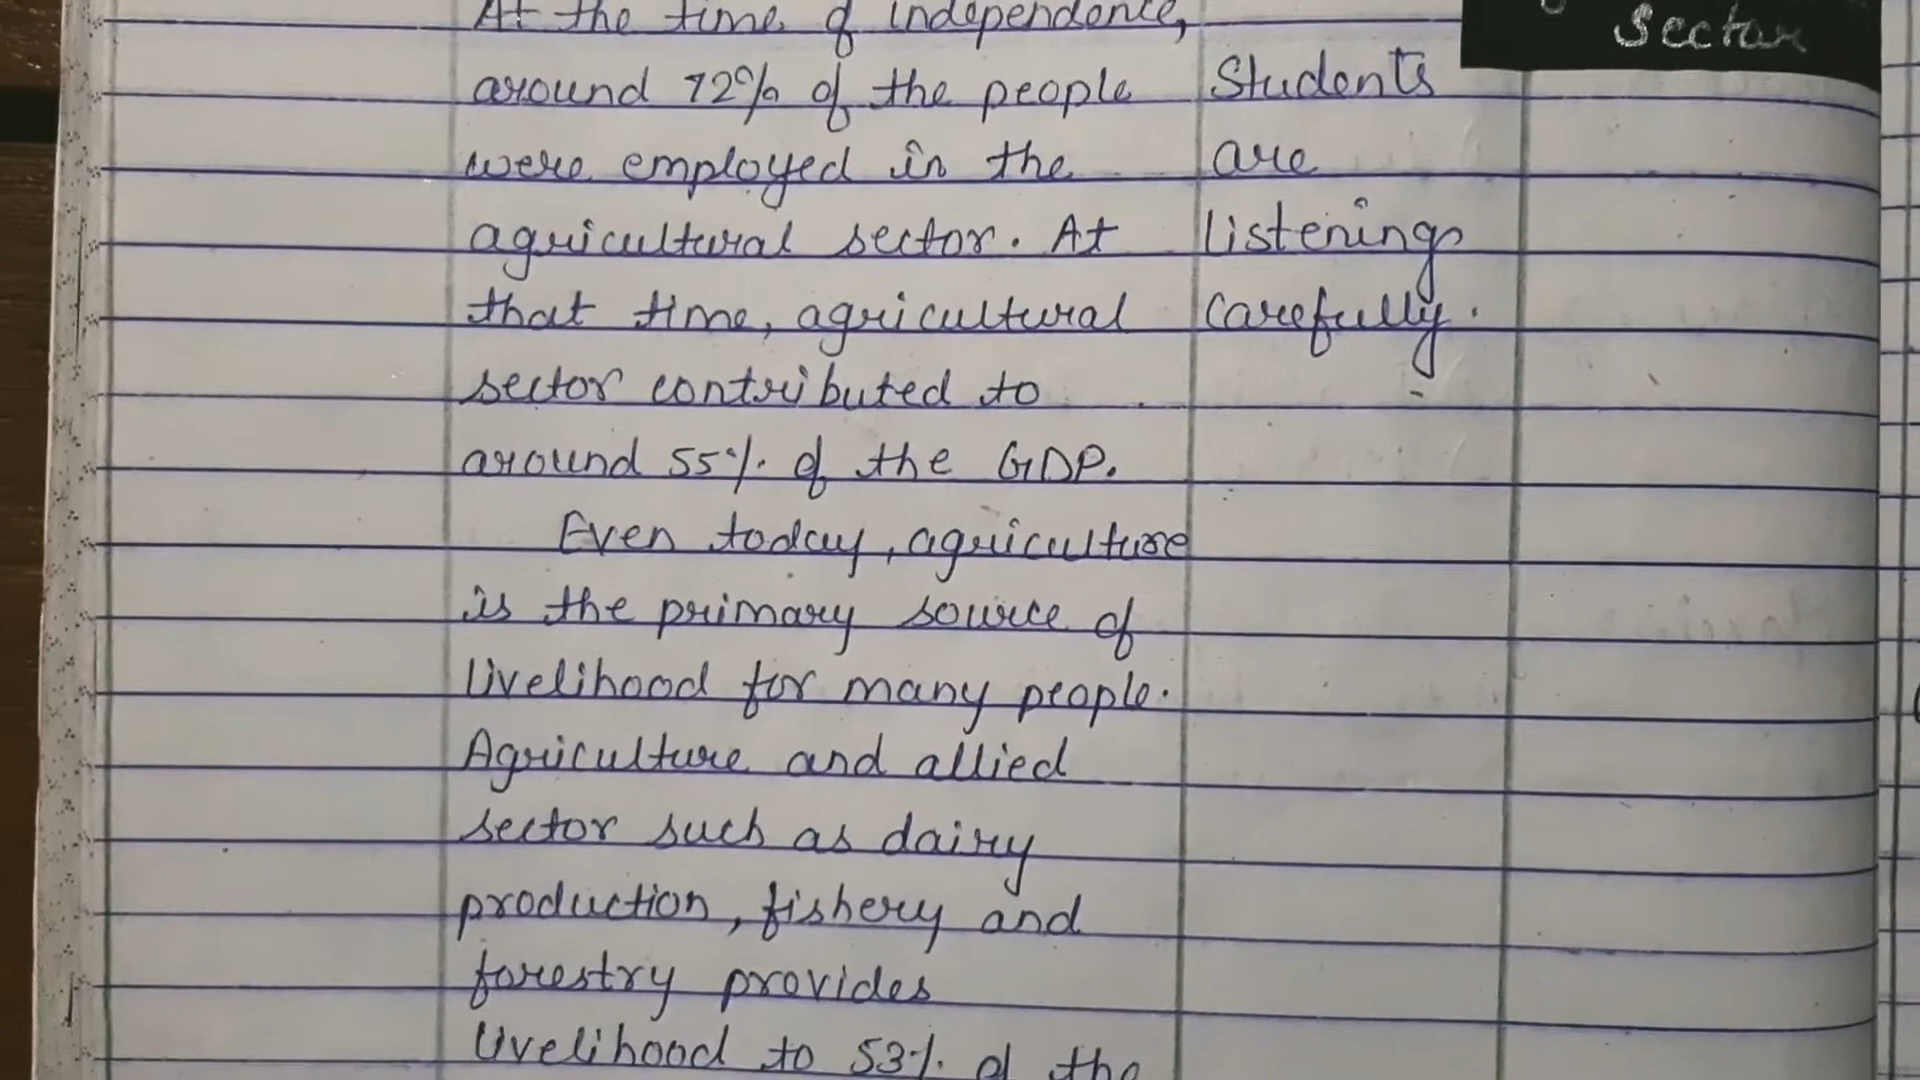 At the time of independence,
around 72% of the people
were employed in the
agricultural sector. At
that time, agricultural
sector contributed to
around 55% of the GDP.
Even today, agriculture
is the primary source of
livelihood for many people.
Agriculture and allied
sector such as dairy
production, fishery and
forestry provides
livelihood to 53% of the
Students
are
listening
carefully.
sector